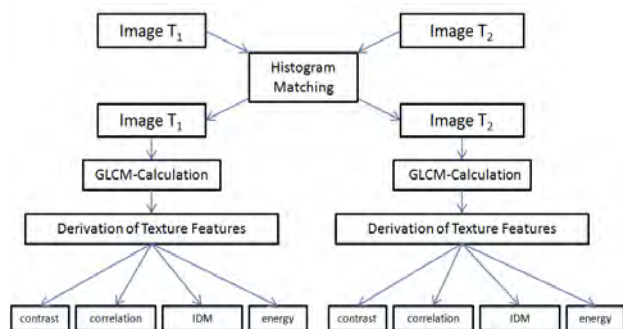 Image T₁
Image T₂
Histogram
Matching
Image T₁
Image T₂
GLCM-Calculation
GLCM-Calculation
Derivation of Texture Features
Derivation of Texture Features
contrast
correlation
IDM
energy
contrast
correlation
IDM
energy